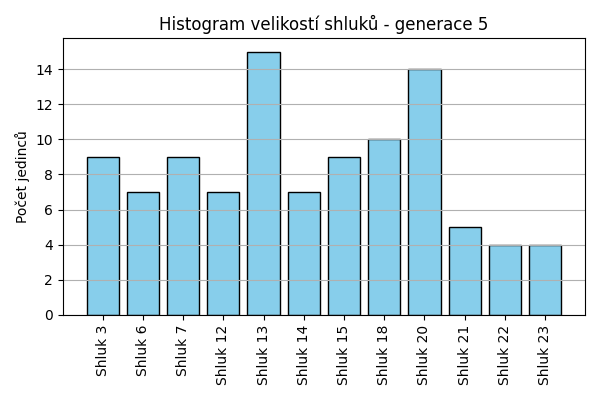 Histogram velikostí shluků - generace 5
Počet jedinců
14
12
10
8
6
4
2
0
Shluk 3
Shluk 6
Shluk 7
Shluk 12
Shluk 13
Shluk 14
Shluk 15
Shluk 18
Shluk 20
Shluk 21
Shluk 22
Shluk 23